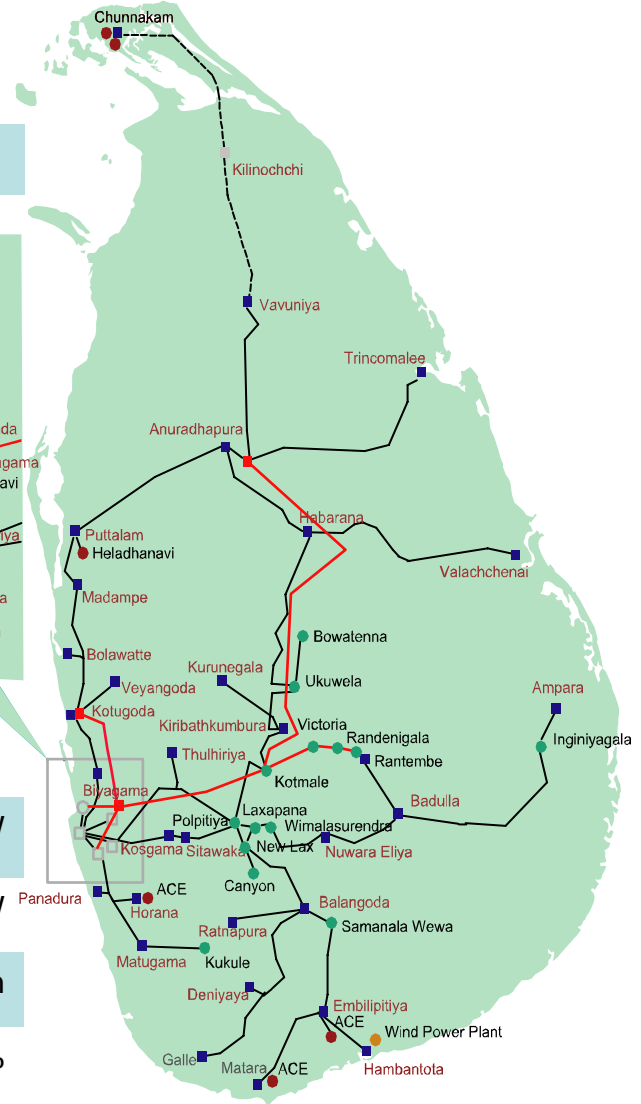 Chunnakam
Kilinochchi
Vavuniya
Trincomalee
Anuradhapura
Habarana
Puttalam
Heladhanavi
Valachchenai
Madampe
Bowatenna
Bolawatte
Kurunegala
Ukuwela
Veyangoda
Ampara
Kotugoda
Kiribathkumbura
Victoria
Randenigala
Inginiyagala
Thulhiriya
Rantembe
Kotmale
Biyagama
Badulla
Laxapana
Polpitiya
Wimalasurendra
Kosgama
Sitawaka
New Lax
Nuwara Eliya
Canyon
Panadura
ACE
Horana
Balangoda
Ratnapura
Samanala Wewa
Matugama
Kukule
Deniyaya
Embilipitiya
ACE
Wind Power Plant
Galle
Matara
ACE
Hambantota